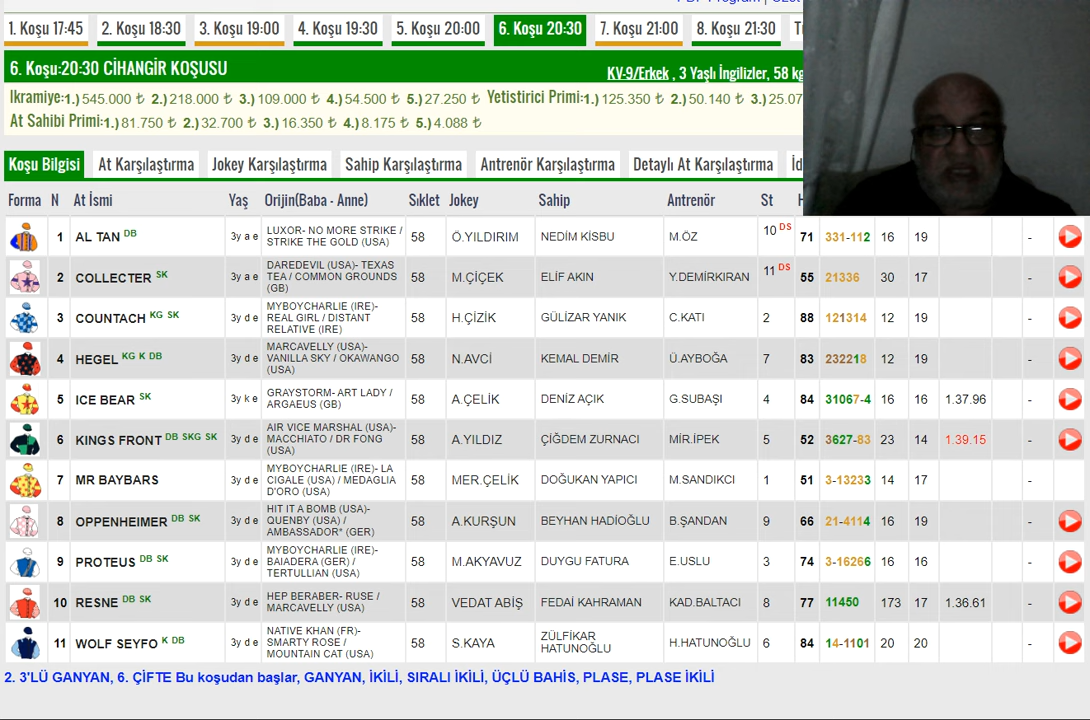 1. Koşu 17:45 2. Koşu 18:30 3. Koşu 19:00 4. Koşu 19:30 5. Koşu 20:00 6. Koşu 20:30 7. Koşu 21:00 8. Koşu 21:30
6. Koşu:20:30 CİHANGİR KOŞUSU KV-9/Erkek , 3 Yaşlı İngilizler, 58 kg
Ikramiye:1.) 545.000 ₺ 2.) 218.000 ₺ 3.) 109.000 ₺ 4.) 54.500 ₺ 5.) 27.250 ₺ Yetistirici Primi:1.) 125.350 ₺ 2.) 50.140 ₺ 3.) 25.07
At Sahibi Primi:1.) 81.750 ₺ 2.) 32.700 ₺ 3.) 16.350 ₺ 4.) 8.175 ₺ 5.) 4.088 ₺
Koşu Bilgisi At Karşılaştırma Jokey Karşılaştırma Sahip Karşılaştırma Antrenör Karşılaştırma Detaylı At Karşılaştırma
Forma N At İsmi Yaş Orijin(Baba - Anne) Sıklet Jokey Sahip Antrenör St
1 AL TAN DB 3y a e LUXOR- NO MORE STRIKE / STRIKE THE GOLD (USA) 58 Ö.YILDIRIM NEDİM KİSBU M.ÖZ 10 DS 71 331-112 16 19 -
2 COLLECTER SK 3y a e DAREDEVIL (USA)- TEXAS TEA / COMMON GROUNDS (GB) 58 M.ÇİÇEK ELİF AKIN Y.DEMİRKIRAN 11 DS 55 21336 30 17 -
3 COUNTACH KG SK 3y d e MYBOYCHARLIE (IRE)- REAL GIRL / DISTANT RELATIVE (IRE) 58 H.ÇİZİK GÜLİZAR YANIK C.KATI 2 88 121314 12 19 -
4 HEGEL KG K DB 3y d e MARCAVELLY (USA)- VANILLA SKY / OKAWANGO (USA) 58 N.AVCİ KEMAL DEMİR Ü.AYBOĞA 7 83 232218 12 19 -
5 ICE BEAR SK 3y k e GRAYSTORM- ART LADY / ARGAEUS (GB) 58 A.ÇELİK DENİZ AÇIK G.SUBAŞI 4 84 31067-4 16 16 1.37.96 -
6 KINGS FRONT DB SKG SK 3y d e AIR VICE MARSHAL (USA)- MACCHIATO / DR FONG (USA) 58 A.YILDIZ ÇİĞDEM ZURNACI MİR.İPEK 5 52 3627-83 23 14 1.39.15 -
7 MR BAYBARS 3y d e MYBOYCHARLIE (IRE)- LA CIGALE (USA) / MEDAGLIA D'ORO (USA) 58 MER.ÇELİK DOĞUKAN YAPICI M.SANDIKCI 1 51 3-13233 14 17 -
8 OPPENHEIMER DB SK 3y d e HIT IT A BOMB (USA)- QUENBY (USA) / AMBASSADOR* (GER) 58 A.KURŞUN BEYHAN HADİOĞLU B.ŞANDAN 9 66 21-4114 16 19 -
9 PROTEUS DB SK 3y d e MYBOYCHARLIE (IRE)- BAIADERA (GER) / TERTULLIAN (USA) 58 M.AKYAVUZ DUYGU FATURA E.USLU 3 74 3-16266 16 16 -
10 RESNE DB SK 3y d e HEP BERABER- RUSE / MARCAVELLY (USA) 58 VEDAT ABİŞ FEDAİ KAHRAMAN KAD.BALTACI 8 77 11450 173 17 1.36.61 -
11 WOLF SEYFO K DB 3y d e NATIVE KHAN (FR)- SMARTY ROSE / MOUNTAIN CAT (USA) 58 S.KAYA ZÜLFİKAR HATUNOĞLU H.HATUNOĞLU 6 84 14-1101 20 20 -
2. 3'LÜ GANYAN, 6. ÇİFTE Bu koşudan başlar, GANYAN, İKİLİ, SIRALI İKİLİ, ÜÇLÜ BAHİS, PLASE, PLASE İKİLİ